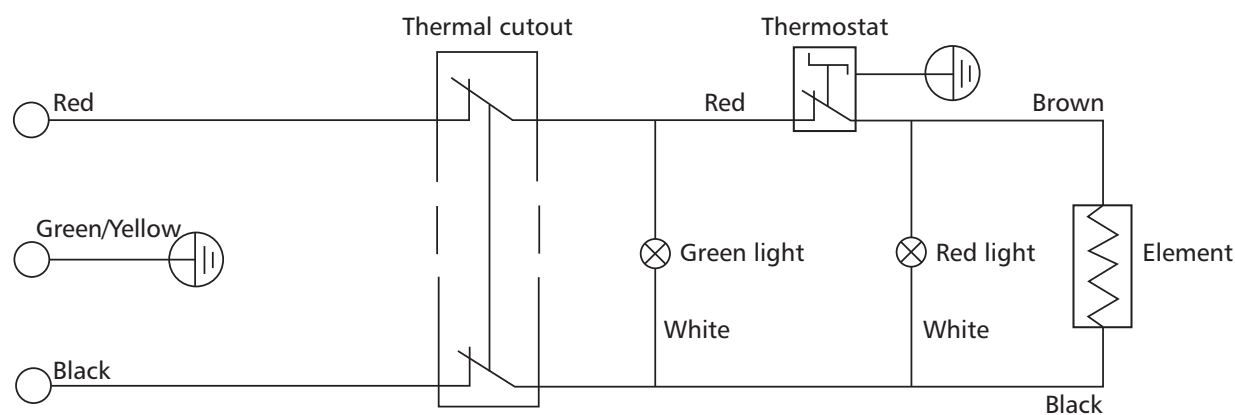 Thermal cutout
Thermostat
Red
Red
Brown
Green/Yellow
Green light
Red light
Element
White
White
Black
Black